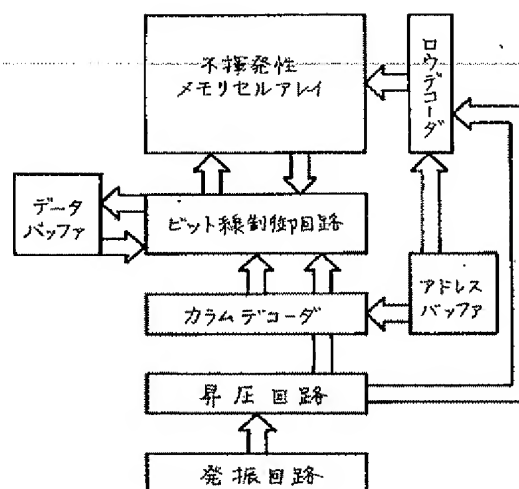 不揮発性
メモリセルアレイ
ロウデコーダ
データ
バッファ
ビット線制御回路
アドレス
バッファ
カラムデコーダ
昇圧回路
発振回路